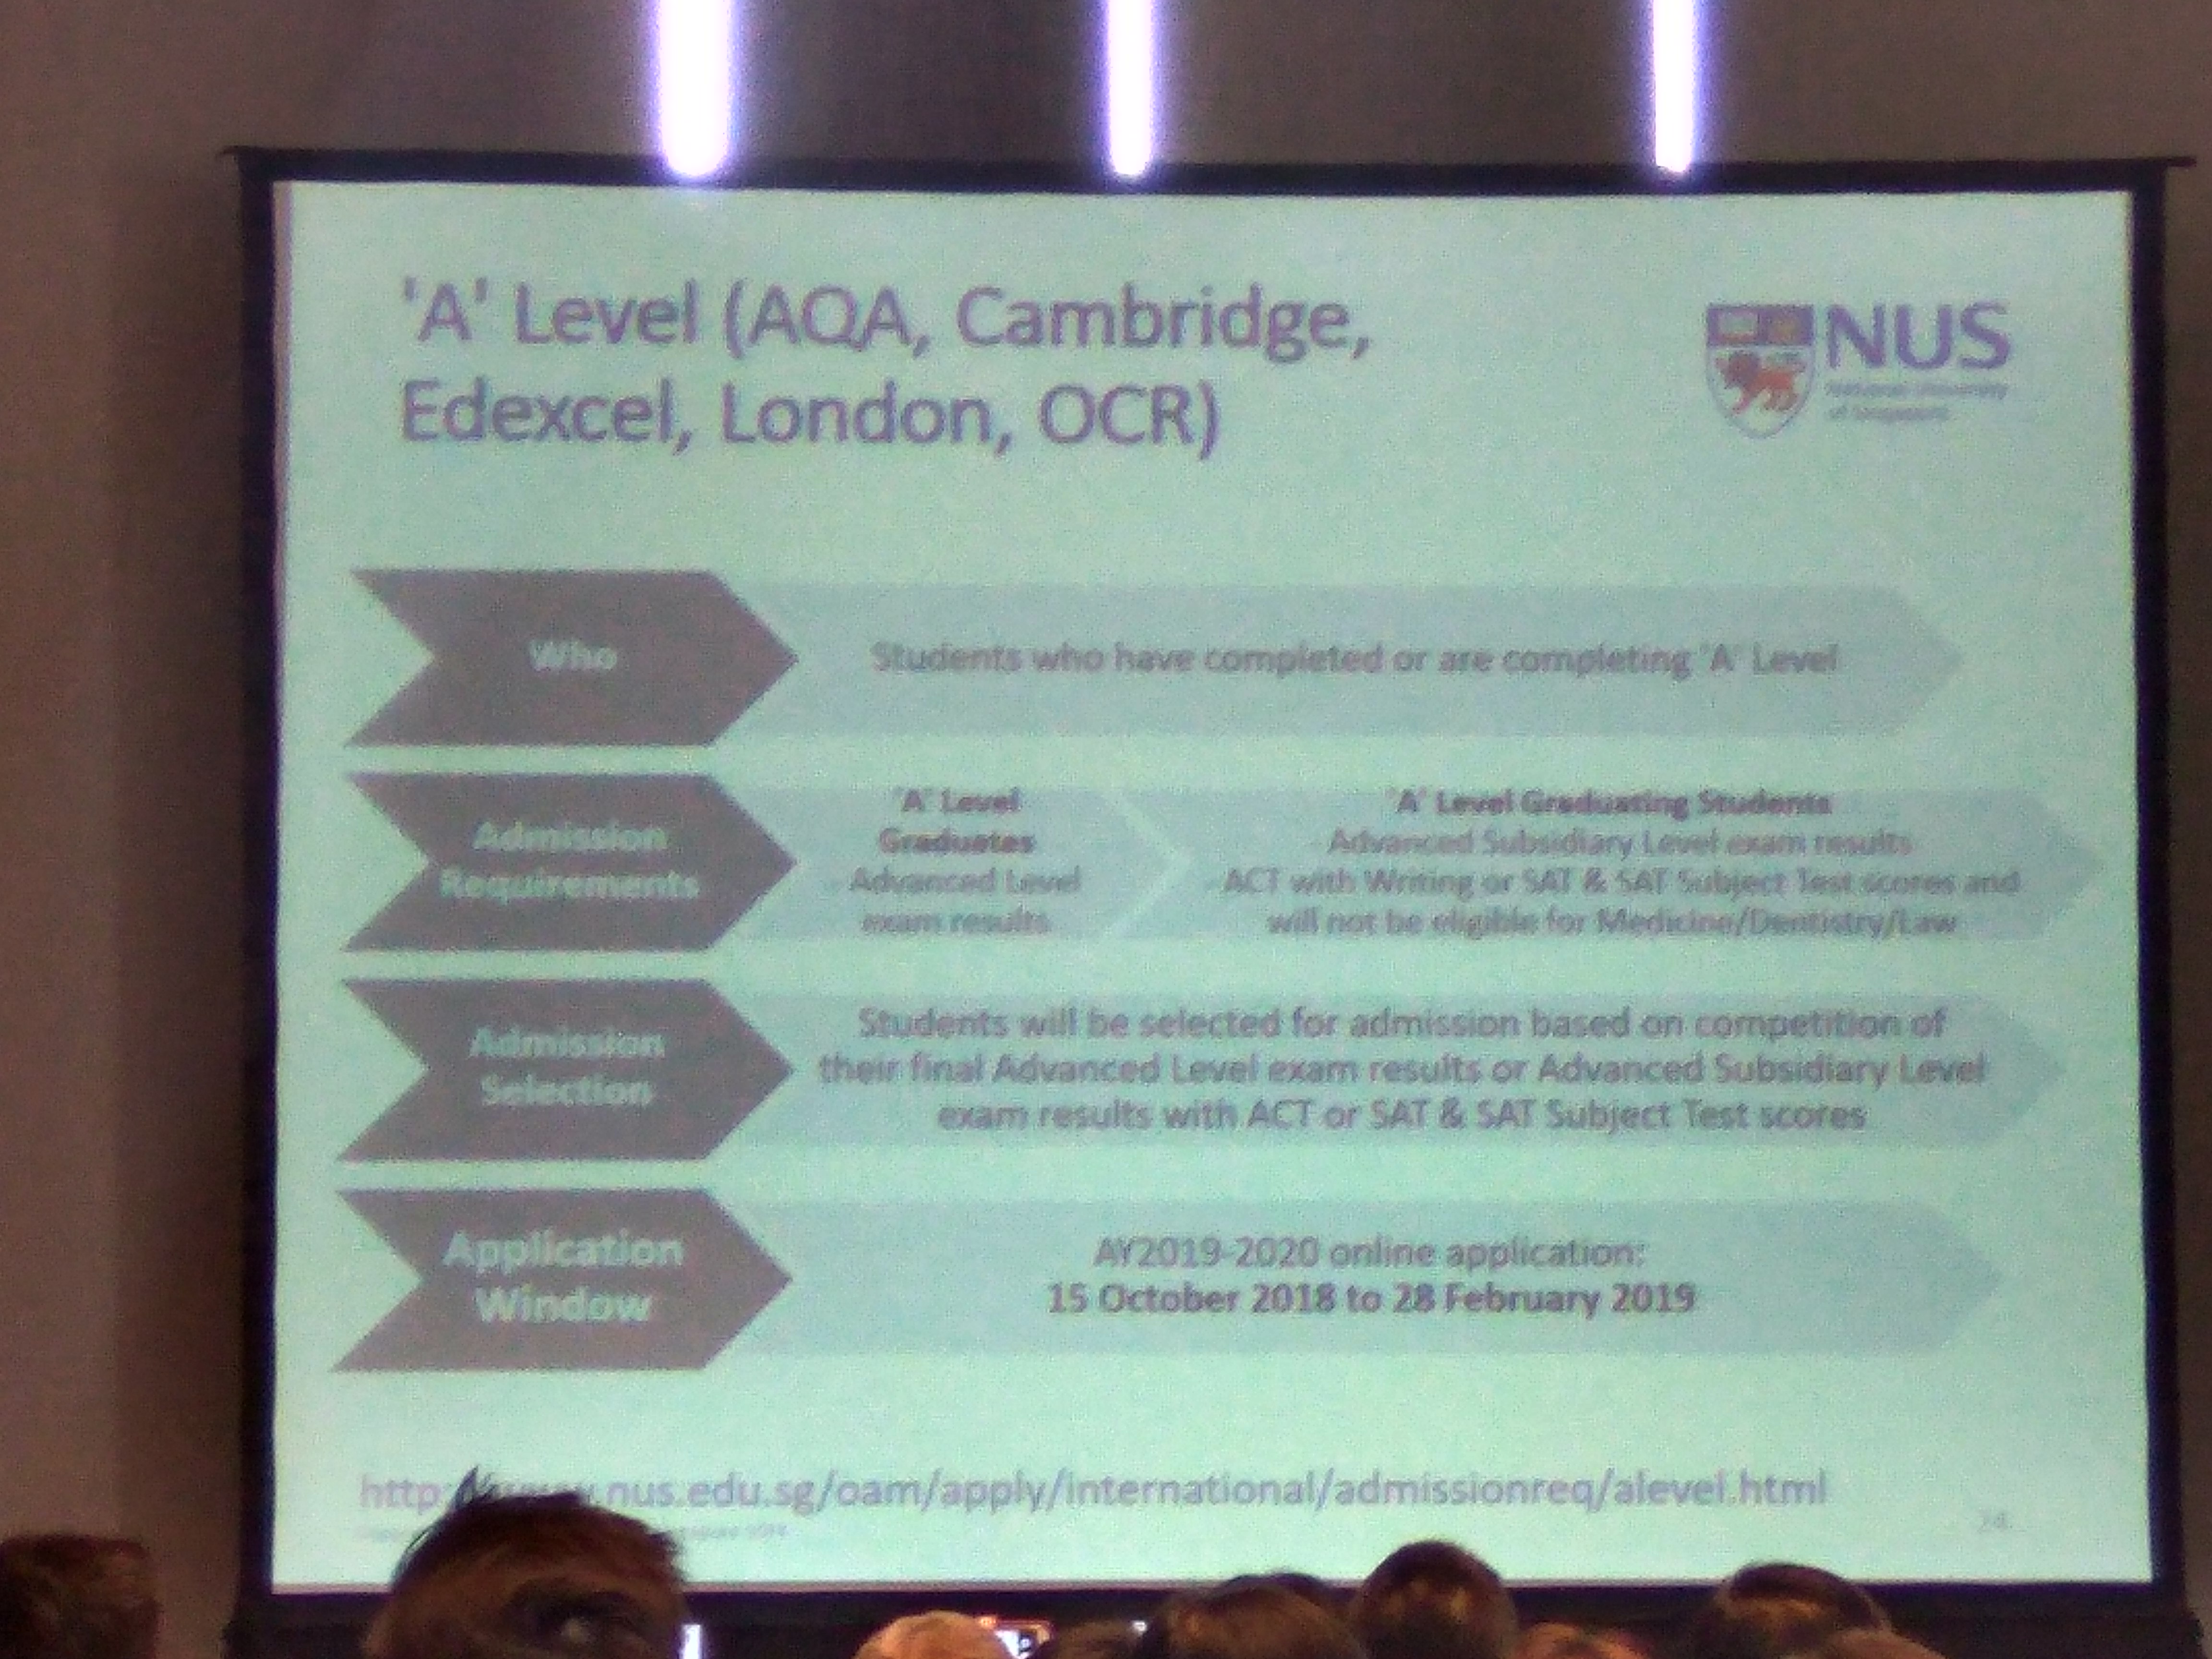 'A' Level (AQA, Cambridge,
Edexcel, London, OCR)
NUS
National University
of Singapore
Who
Students who have completed or are completing 'A' Level
Admission
Requirements
'A' Level
Graduates
Advanced Level
exam results
'A' Level Graduating Students
Advanced Subsidiary Level exam results
ACT with Writing or SAT & SAT Subject Test scores and
will not be eligible for Medicine/Dentistry/Law
Admission
Selection
Students will be selected for admission based on competition of
their final Advanced Level exam results or Advanced Subsidiary Level
exam results with ACT or SAT & SAT Subject Test scores
Application
Window
AY2019-2020 online application:
15 October 2018 to 28 February 2019
http://www.nus.edu.sg/oam/apply/international/admissionreq/alevel.html
24